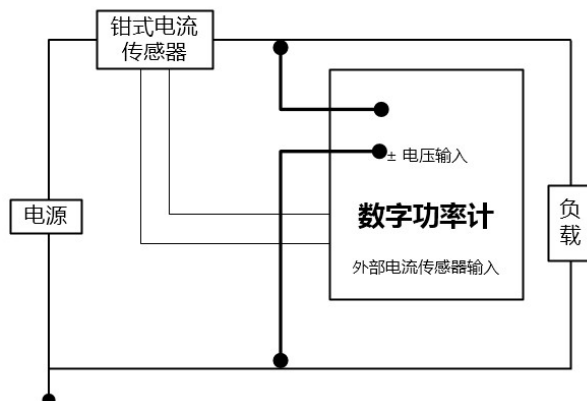 钳式电流
传感器
± 电压输入
电源
数字功率计
负
载
外部电流传感器输入